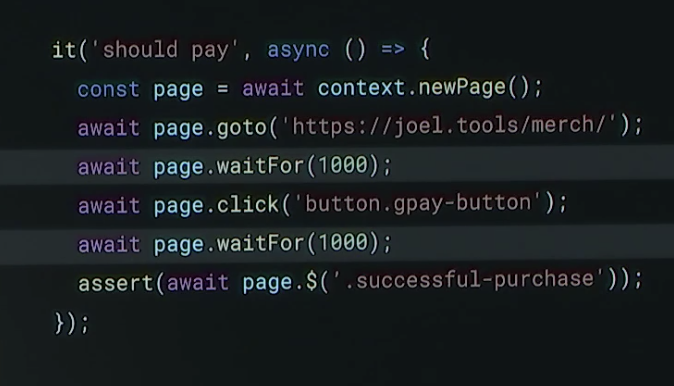 it('should pay', async () => {
  const page = await context.newPage();
  await page.goto('https://joel.tools/merch/');
  await page.waitFor(1000);
  await page.click('button.gpay-button');
  await page.waitFor(1000);
  assert(await page.$('.successful-purchase'));
});